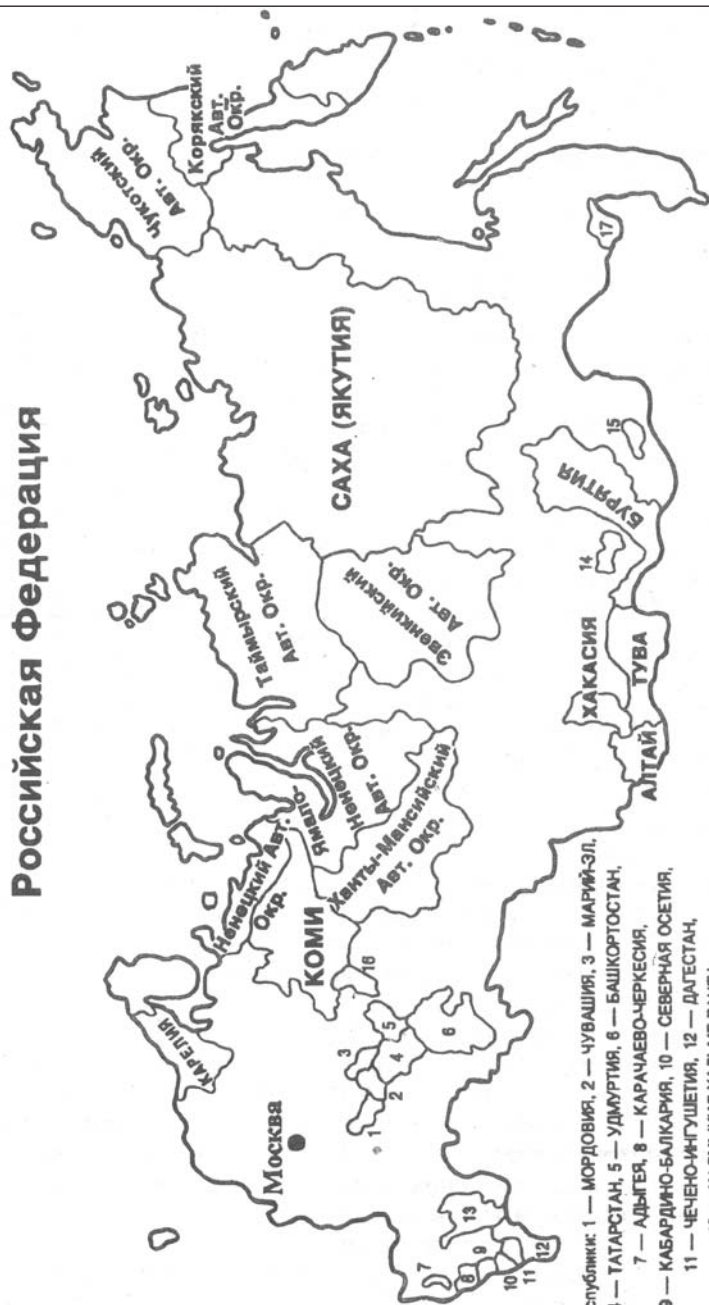 Российская Федерация
Чукотский
Авт. Окр.
Корякский
Авт.
Окр.
САХА (ЯКУТИЯ)
Таймырский
Авт. Окр.
Эвенкийский
Авт. Окр.
Ямало-
Ненецкий
Авт. Окр.
Ненецкий Авт.
Окр.
Ханты-Мансийский
Авт. Окр.
КОМИ
КАРЕЛИЯ
Москва
БУРЯТИЯ
ХАКАСИЯ
ТУВА
АЛТАЙ
1
2
3
4
5
6
7
8
9
10
11
12
13
14
15
16
17
спублики: 1 — МОРДОВИЯ, 2 — ЧУВАШИЯ, 3 — МАРИЙ-ЭЛ,
— ТАТАРСТАН, 5 — УДМУРТИЯ, 6 — БАШКОРТОСТАН,
7 — АДЫГЕЯ, 8 — КАРАЧАЕВО-ЧЕРКЕСИЯ,
9 — КАБАРДИНО-БАЛКАРИЯ, 10 — СЕВЕРНАЯ ОСЕТИЯ,
11 — ЧЕЧЕНО-ИНГУШЕТИЯ, 12 — ДАГЕСТАН,